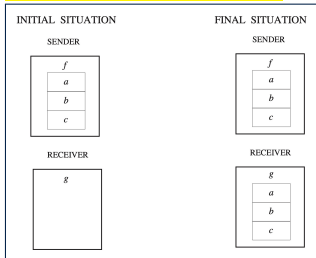 INITIAL SITUATION
SENDER
f
a
b
c
RECEIVER
g
FINAL SITUATION
SENDER
f
a
b
c
RECEIVER
g
a
b
c